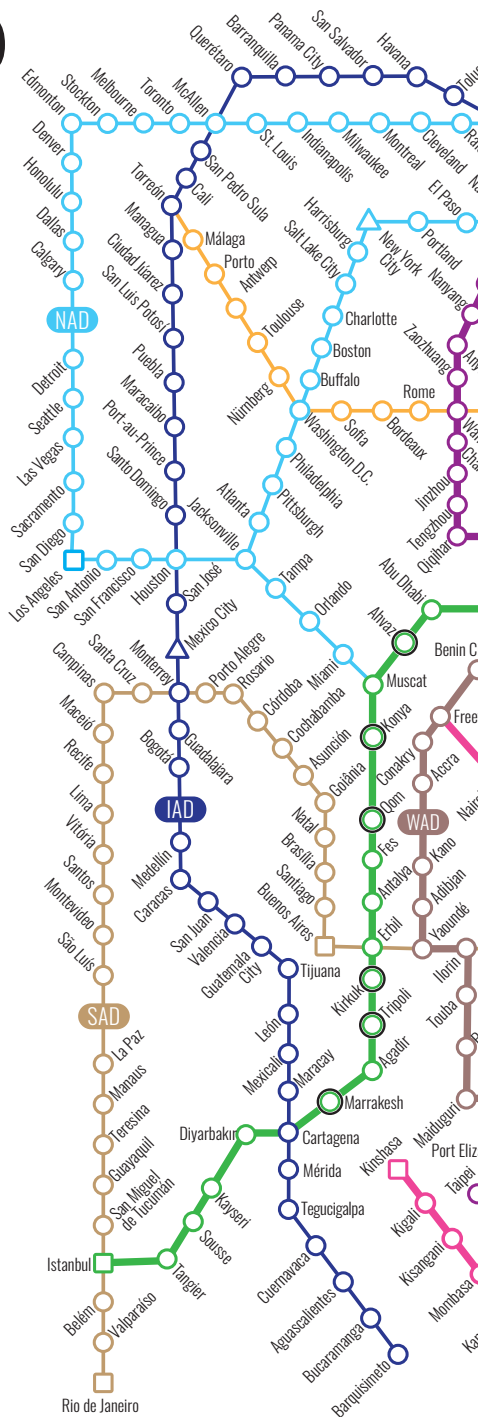 Querétaro
Barranquilla
Panama City
San Salvador
Havana
Tolu
Edmonton
Stockton
Melbourne
Toronto
McAllen
St. Louis
Indianapolis
Milwaukee
Montreal
Cleveland
Denver
Honolulu
Dallas
Calgary
NAD
Detroit
Seattle
Las Vegas
Sacramento
San Diego
Los Angeles
San Antonio
San Francisco
Houston
Jacksonville
San Pedro Sula
Cali
Torreón
Managua
Ciudad Juárez
San Luis Potosí
Puebla
Maracaibo
Port-au-Prince
Santo Domingo
Málaga
Porto
Antwerp
Toulouse
Nürnberg
Harrisburg
Salt Lake City
New York
City
Portland
El Paso
Charlotte
Boston
Buffalo
Washington D.C.
Sofia
Bordeaux
Rome
Philadelphia
Pittsburgh
Atlanta
Tampa
Orlando
Miami
Nanyang
Zaozhuang
Jinzhou
Tengzhou
Qiqihar
San José
Mexico City
Monterrey
Abu Dhabi
Ahvaz
Muscat
Benin C
Free
Campinas
Santa Cruz
Porto Alegre
Rosario
Córdoba
Cochabamba
Asunción
Goiânia
Natal
Brasília
Santiago
Buenos Aires
Maceió
Recife
Lima
Vitória
Santos
Montevideo
São Luís
SAD
La Paz
Manaus
Teresina
Guayaquil
San Miguel
de Tucumán
Istanbul
Belém
Valparaíso
Rio de Janeiro
Guadalajara
Bogotá
IAD
Medellín
Caracas
San Juan
Valencia
Guatemala
City
Tijuana
León
Mexicali
Maracay
Cartagena
Mérida
Tegucigalpa
Cuernavaca
Aguascalientes
Bucaramanga
Barquisimeto
Konya
Qom
Fes
Antalya
Erbil
Kirkuk
Tripoli
Agadir
Marrakesh
Diyarbakır
Kayseri
Sousse
Tangier
Conakry
Accra
WAD
Kano
Adibjan
Yaoundé
Ilorin
Touba
Maiduguri
Port Eliz
Taipei
Kinshasa
Kigali
Kisangani
Mombasa